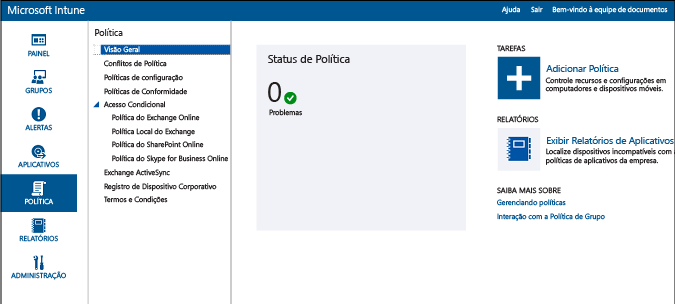 Microsoft Intune
Ajuda Sair Bem-vindo à equipe de documentos
PAINEL
GRUPOS
ALERTAS
APLICATIVOS
POLÍTICA
RELATÓRIOS
ADMINISTRAÇÃO
Política
Visão Geral
Conflitos de Política
Políticas de configuração
Políticas de Conformidade
Acesso Condicional
Política do Exchange Online
Política Local do Exchange
Política do SharePoint Online
Política do Skype for Business Online
Exchange ActiveSync
Registro de Dispositivo Corporativo
Termos e Condições
Status de Política
0
Problemas
TAREFAS
Adicionar Política
Controle recursos e configurações em
computadores e dispositivos móveis.
RELATÓRIOS
Exibir Relatórios de Aplicativos
Localize dispositivos incompatíveis com a
políticas de aplicativos da empresa.
SAIBA MAIS SOBRE
Gerenciando políticas
Interação com a Política de Grupo